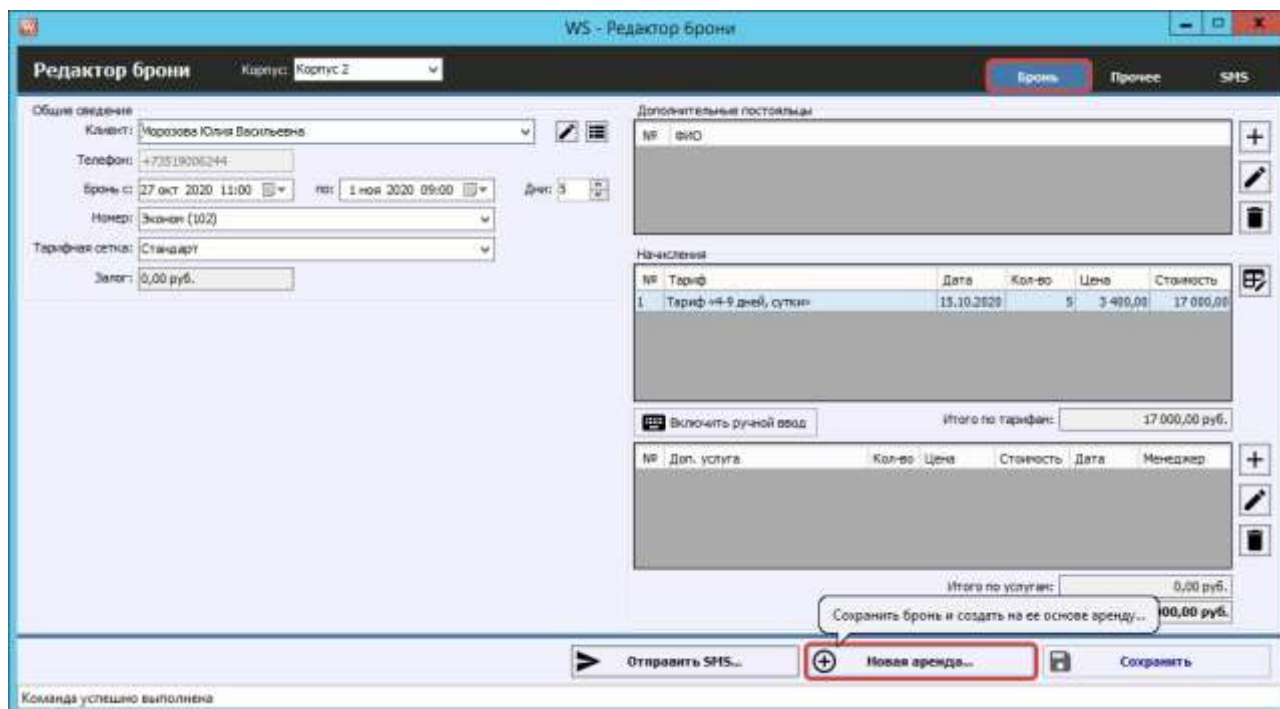 WS - Редактор брони
Редактор брони Корпус: Корпус 2 Бронь Прочее SMS
Общие сведения
Клиент: Морозова Юлия Васильевна
Телефон: +73519006244
Бронь с: 27 окт 2020 11:00 по: 1 ноя 2020 09:00 Дни: 5
Номер: Эконом (102)
Тарифная сетка: Стандарт
Залог: 0,00 руб.
Дополнительные постояльцы
№ ФИО
Начисления
№ Тариф Дата Кол-во Цена Стоимость
1 Тариф «4-9 дней, сутки» 15.10.2020 5 3 400,00 17 000,00
Включить ручной ввод Итого по тарифам: 17 000,00 руб.
№ Доп. услуга Кол-во Цена Стоимость Дата Менеджер
Итого по услугам: 0,00 руб.
Сохранить бронь и создать на ее основе аренду... 000,00 руб.
Отправить SMS... Новая аренда... Сохранить
Команда успешно выполнена